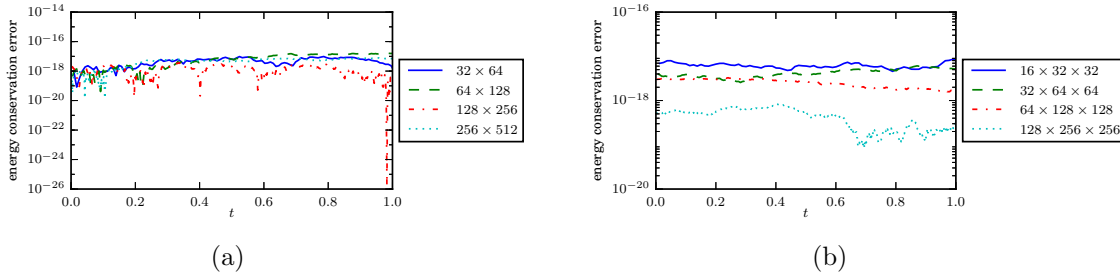 10⁻¹⁴
10⁻¹⁶
10⁻¹⁸
10⁻²⁰
10⁻²²
10⁻²⁴
10⁻²⁶
energy conservation error
0.0 0.2 0.4 0.6 0.8 1.0
t
32 × 64
64 × 128
128 × 256
256 × 512
(a)
10⁻¹⁶
10⁻¹⁸
10⁻²⁰
energy conservation error
0.0 0.2 0.4 0.6 0.8 1.0
t
16 × 32 × 32
32 × 64 × 64
64 × 128 × 128
128 × 256 × 256
(b)